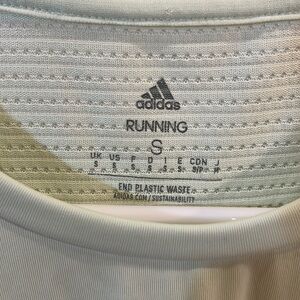 adidas
RUNNING
S
UK US F D I E CDN J
S S S S S S S/P M
END PLASTIC WASTE
ADIDAS.COM/SUSTAINABILITY